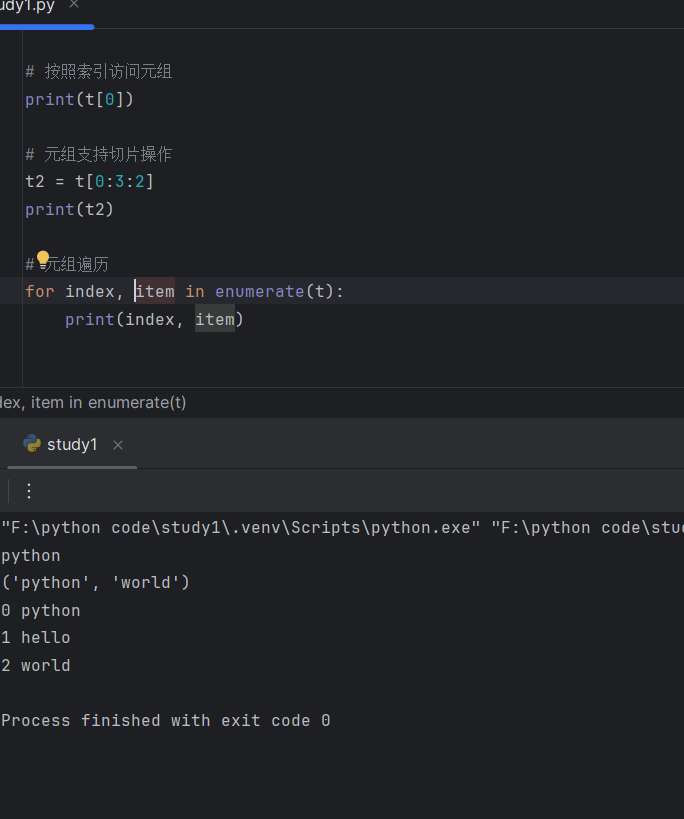 udy1.py ×
# 按照索引访问元组
print(t[0])
# 元组支持切片操作
t2 = t[0:3:2]
print(t2)
# 元组遍历
for index, item in enumerate(t):
print(index, item)
dex, item in enumerate(t)
study1 ×
"F:\python code\study1\.venv\Scripts\python.exe" "F:\python code\stu
python
('python', 'world')
0 python
1 hello
2 world
Process finished with exit code 0